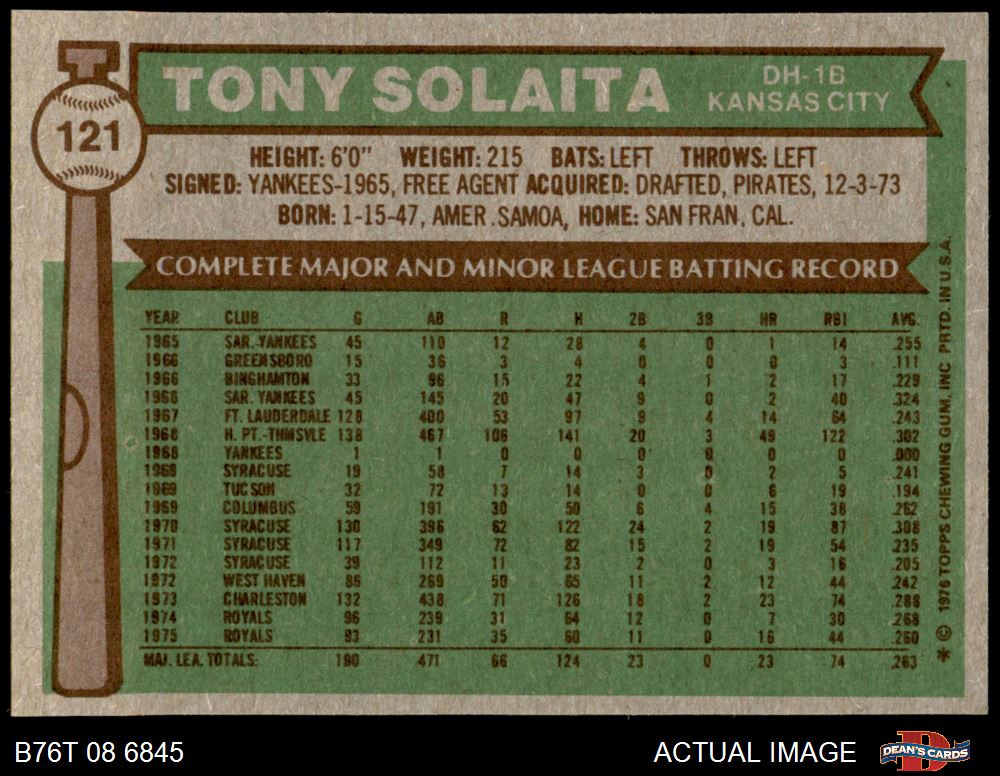 TONY SOLAITA
DH-1B
KANSAS CITY
121
HEIGHT: 6'0" WEIGHT: 215 BATS: LEFT THROWS: LEFT
SIGNED: YANKEES-1965, FREE AGENT ACQUIRED: DRAFTED, PIRATES, 12-3-73
BORN: 1-15-47, AMER. SAMOA, HOME: SAN FRAN, CAL.
COMPLETE MAJOR AND MINOR LEAGUE BATTING RECORD
YEAR CLUB G AB R H 2B 3B HR RBI AVG.
1965 SAR. YANKEES 45 110 12 28 4 0 1 14 .255
1966 GREENSBORO 15 36 3 4 0 0 0 3 .111
1966 BINGHAMTON 33 96 15 22 4 1 2 17 .229
1966 SAR. YANKEES 45 145 20 47 9 0 2 40 .324
1967 FT. LAUDERDALE 128 400 53 97 9 4 14 64 .243
1968 H. PT.-THMSVLE 138 467 106 141 20 3 49 122 .302
1968 YANKEES 1 1 0 0 0 0 0 0 .000
1969 SYRACUSE 19 58 7 14 3 0 2 5 .241
1969 TUCSON 32 72 13 14 0 0 6 19 .194
1969 COLUMBUS 59 191 30 50 6 4 15 38 .262
1970 SYRACUSE 130 396 62 122 24 2 19 87 .308
1971 SYRACUSE 117 349 72 82 15 2 19 54 .235
1972 SYRACUSE 39 112 11 23 2 0 3 16 .205
1972 WEST HAVEN 86 269 50 65 11 2 12 44 .242
1973 CHARLESTON 132 438 71 126 18 2 23 74 .288
1974 ROYALS 96 239 31 64 12 0 7 30 .268
1975 ROYALS 93 231 35 60 11 0 16 44 .260
MAJ. LEA. TOTALS: 190 471 66 124 23 0 23 74 .263
* © 1976 TOPPS CHEWING GUM, INC PRTD. IN U.S.A.
B76T 08 6845
ACTUAL IMAGE
D
DEAN'S CARDS